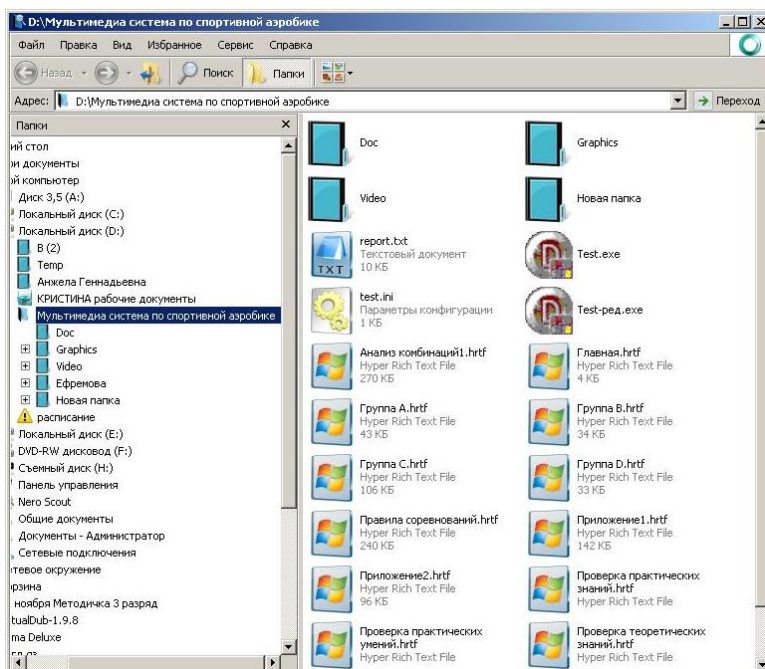 D:\Мультимедиа система по спортивной аэробике
Файл Правка Вид Избранное Сервис Справка
Назад Поиск Папки
Адрес: D:\Мультимедиа система по спортивной аэробике Переход
Папки
ий стол
и документы
й компьютер
Диск 3,5 (A:)
Локальный диск (C:)
Локальный диск (D:)
B (2)
Temp
Анжела Геннадьевна
КРИСТИНА рабочие документы
Мультимедиа система по спортивной аэробике
Doc
Graphics
Video
Ефремова
Новая папка
расписание
Локальный диск (E:)
DVD-RW дисковод (F:)
Съемный диск (H:)
Панель управления
Nero Scout
Общие документы
Документы - Администратор
Сетевые подключения
тевое окружение
рзина
ноября Методичка 3 разряд
tualDub-1.9.8
ma Deluxe
Doc
Graphics
Video
Новая папка
report.txt
Текстовый документ
10 КБ
TXT
Test.exe
test.ini
Параметры конфигурации
1 КБ
Test-ред.exe
Анализ комбинаций1.hrtf
Hyper Rich Text File
270 КБ
Главная.hrtf
Hyper Rich Text File
4 КБ
Группа A.hrtf
Hyper Rich Text File
43 КБ
Группа B.hrtf
Hyper Rich Text File
34 КБ
Группа C.hrtf
Hyper Rich Text File
106 КБ
Группа D.hrtf
Hyper Rich Text File
33 КБ
Правила соревнований.hrtf
Hyper Rich Text File
240 КБ
Приложение1.hrtf
Hyper Rich Text File
142 КБ
Приложение2.hrtf
Hyper Rich Text File
96 КБ
Проверка практических
знаний.hrtf
Hyper Rich Text File
Проверка практических
умений.hrtf
Hyper Rich Text File
Проверка теоретических
знаний.hrtf
Hyper Rich Text File